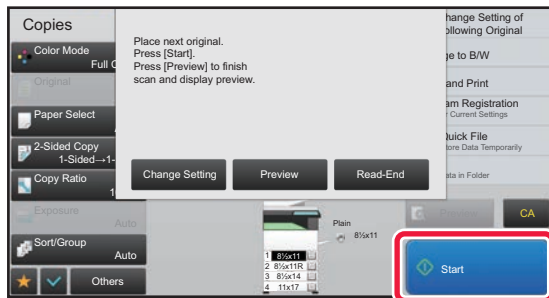 Copies
Color Mode
Full
Original
Paper Select
2-Sided Copy
1-Sided→1-
Copy Ratio
Exposure
Auto
Sort/Group
Auto
Others
Place next original.
Press [Start].
Press [Preview] to finish
scan and display preview.
Change Setting
Preview
Read-End
Plain
8½x11
1 8½x11
2 8½x11R
3 8½x14
4 11x17
hange Setting of
ollowing Original
ge to B/W
and Print
am Registration
Current Settings
Quick File
ore Data Temporarily
ata in Folder
CA
Start